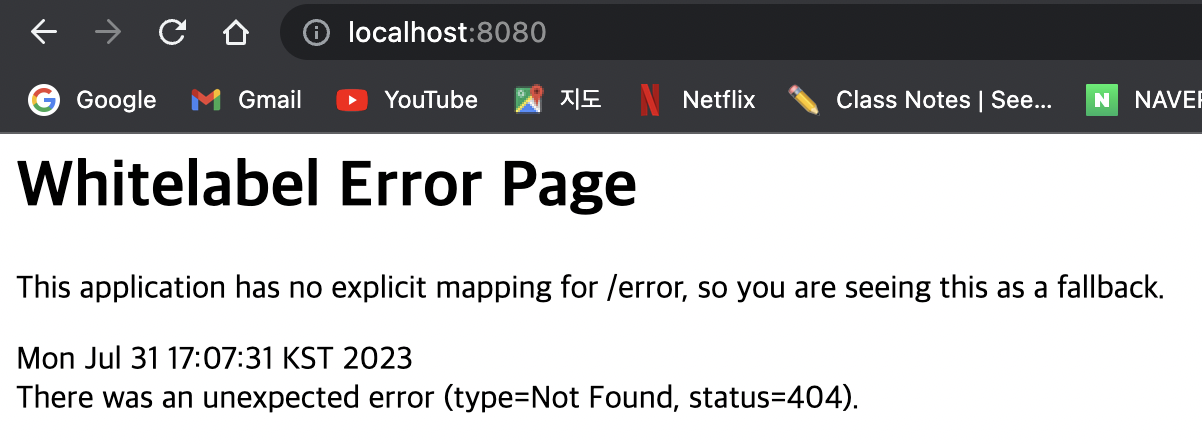 localhost:8080
Google Gmail YouTube 지도 Netflix Class Notes | See... NAVER
Whitelabel Error Page
This application has no explicit mapping for /error, so you are seeing this as a fallback.
Mon Jul 31 17:07:31 KST 2023
There was an unexpected error (type=Not Found, status=404).